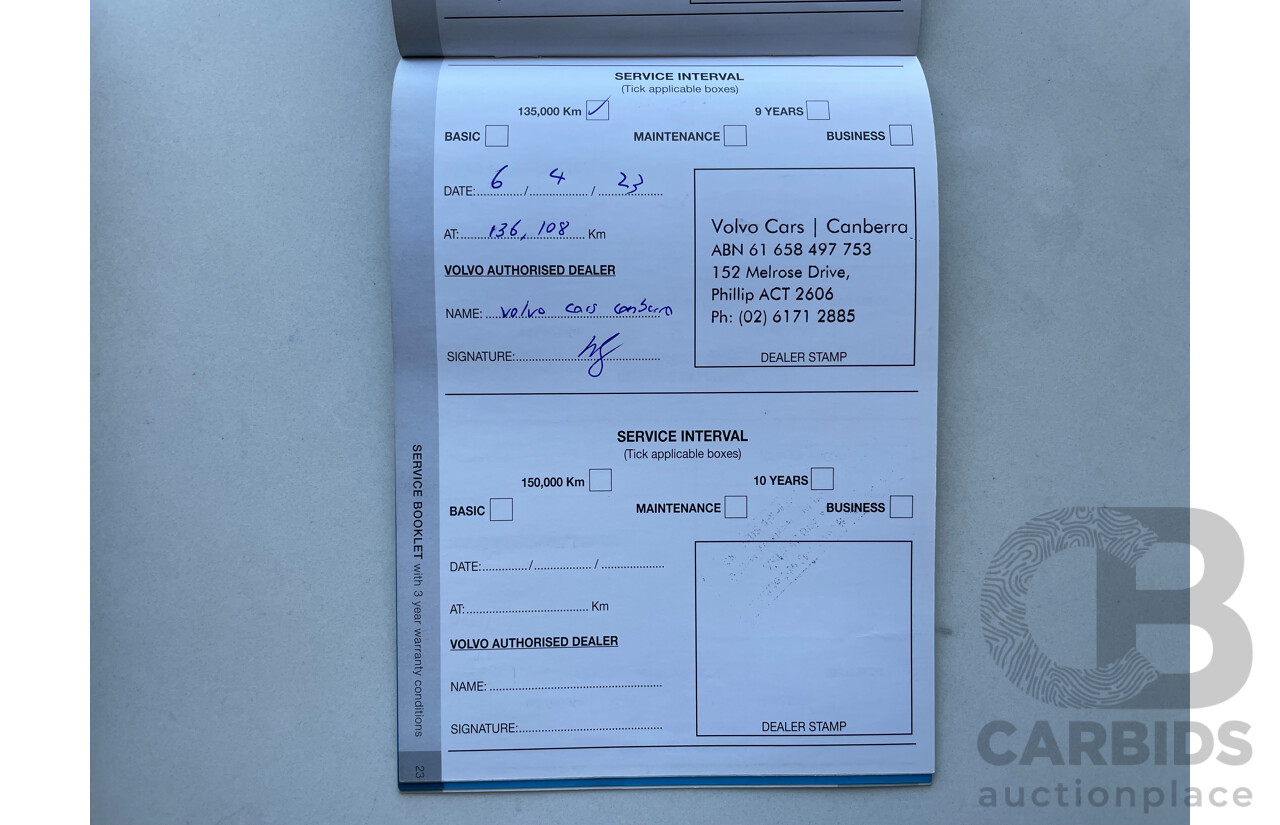 SERVICE INTERVAL
(Tick applicable boxes)
135,000 Km ✓ 9 YEARS
BASIC MAINTENANCE BUSINESS
DATE: 6 / 4 / 23
AT: 136,108 Km
VOLVO AUTHORISED DEALER
NAME: volvo cars canberra
SIGNATURE:
Volvo Cars | Canberra
ABN 61 658 497 753
152 Melrose Drive,
Phillip ACT 2606
Ph: (02) 6171 2885
DEALER STAMP
SERVICE INTERVAL
(Tick applicable boxes)
150,000 Km 10 YEARS
BASIC MAINTENANCE BUSINESS
DATE: / /
AT: Km
VOLVO AUTHORISED DEALER
NAME:
SIGNATURE:
DEALER STAMP
SERVICE BOOKLET with 3 year warranty conditions
23
CB
CARBIDS
auctionplace